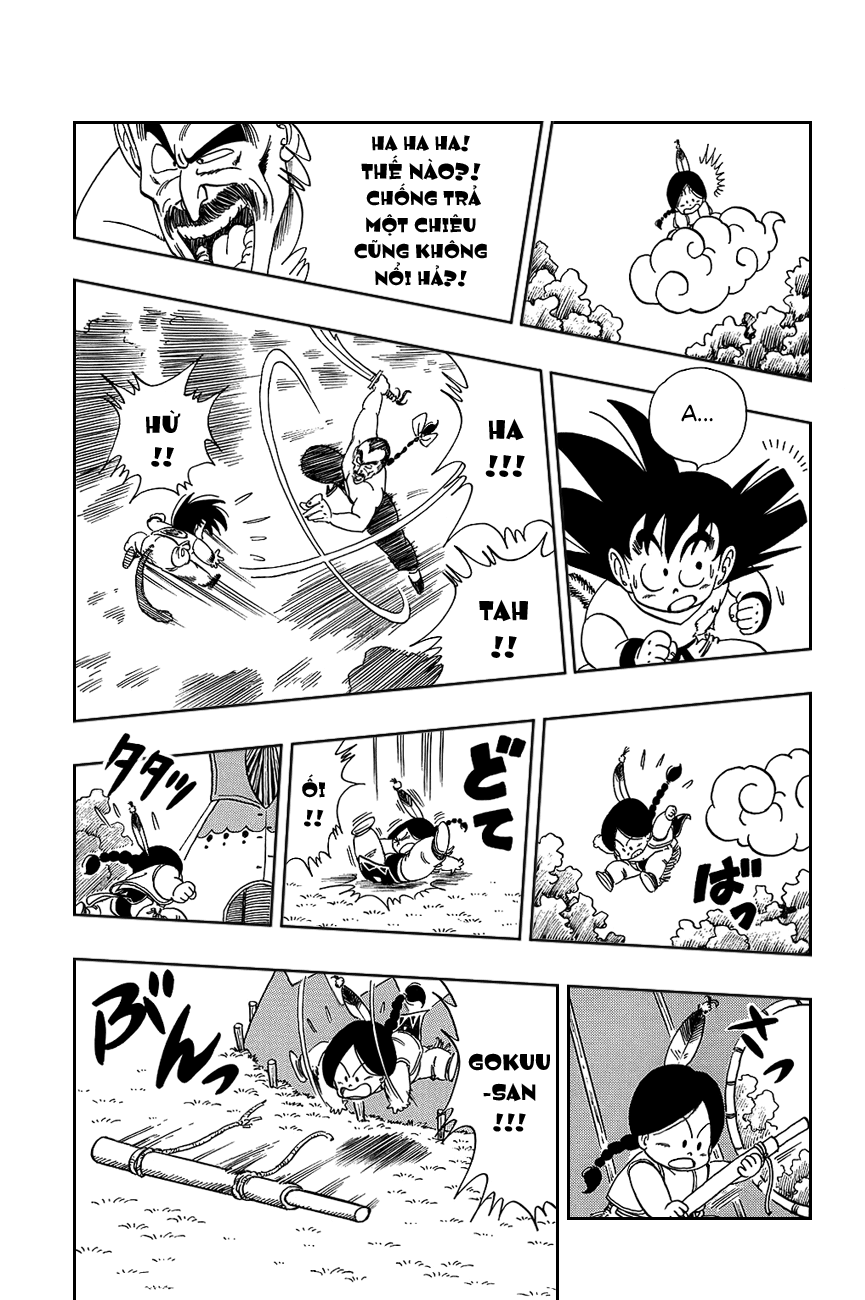 HA HA HA!
THẾ NÀO?!
CHỐNG TRẢ
MỘT CHIÊU
CŨNG KHÔNG
NỔI HẢ?!
HỪ
!!
HA
!!!
TAH
!!
A...
タタッ
ỐI
!!
どて
ばっ
ぶんっ
GOKUU
-SAN
!!!
さっ